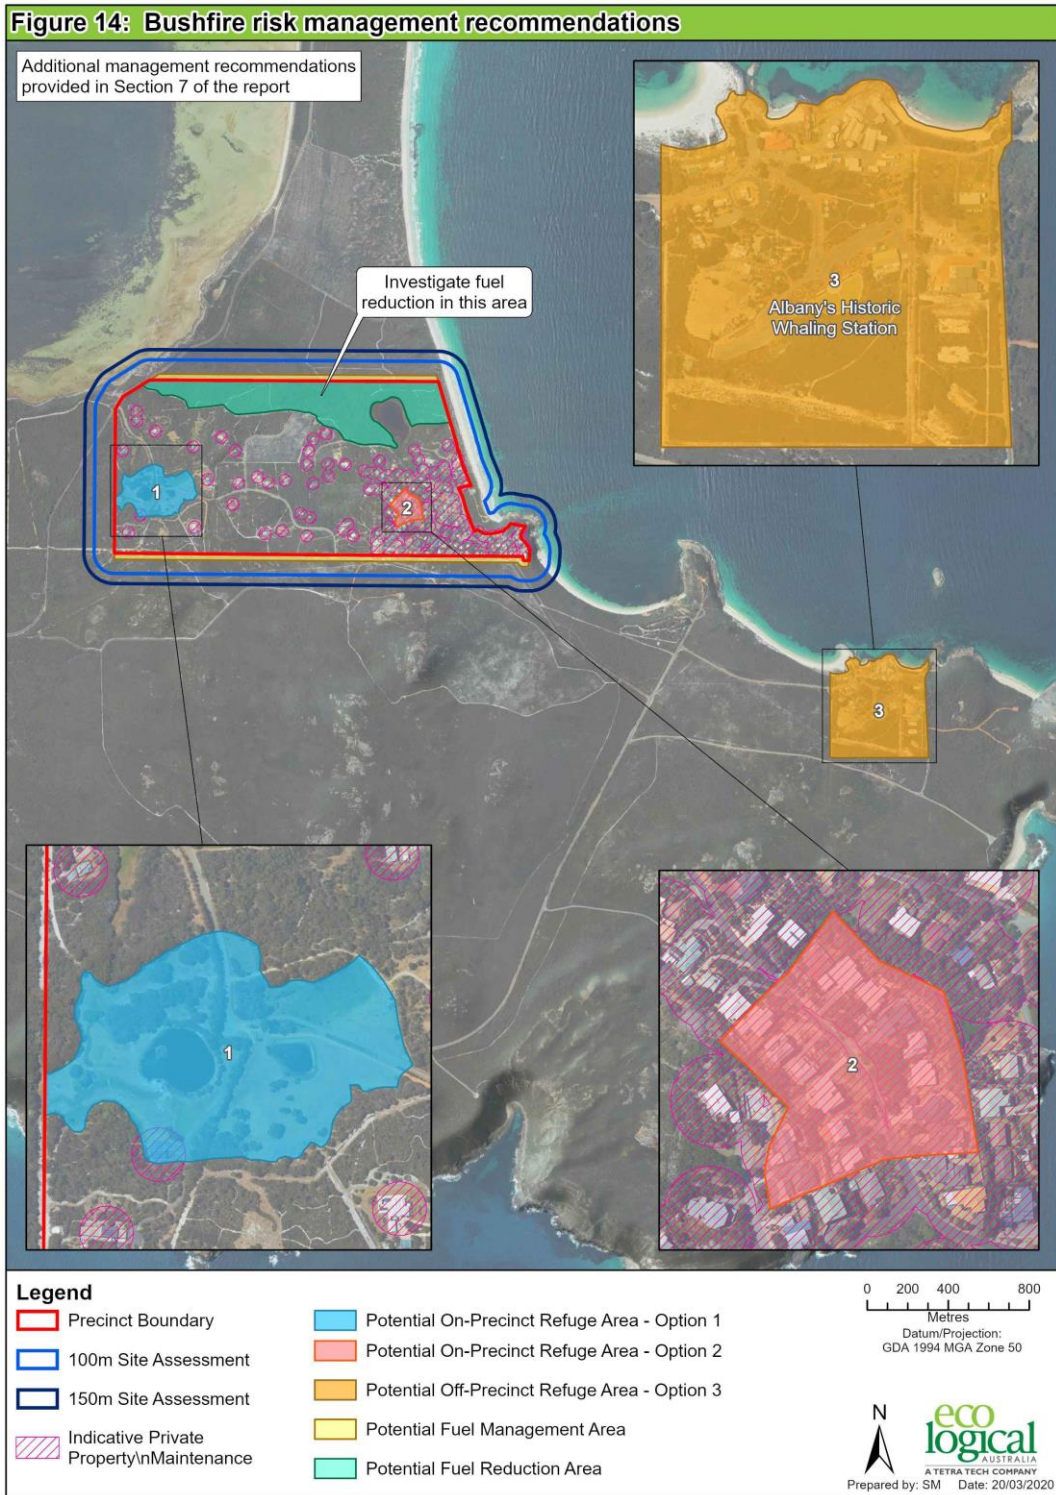 Figure 14: Bushfire risk management recommendations
Additional management recommendations
provided in Section 7 of the report
Investigate fuel
reduction in this area
3
Albany's Historic
Whaling Station
1
2
3
1
2
Legend
Precinct Boundary
100m Site Assessment
150m Site Assessment
Indicative Private
Property\nMaintenance
Potential On-Precinct Refuge Area - Option 1
Potential On-Precinct Refuge Area - Option 2
Potential Off-Precinct Refuge Area - Option 3
Potential Fuel Management Area
Potential Fuel Reduction Area
0 200 400 800
Metres
Datum/Projection:
GDA 1994 MGA Zone 50
N
eco
logical
AUSTRALIA
A TETRA TECH COMPANY
Prepared by: SM Date: 20/03/2020